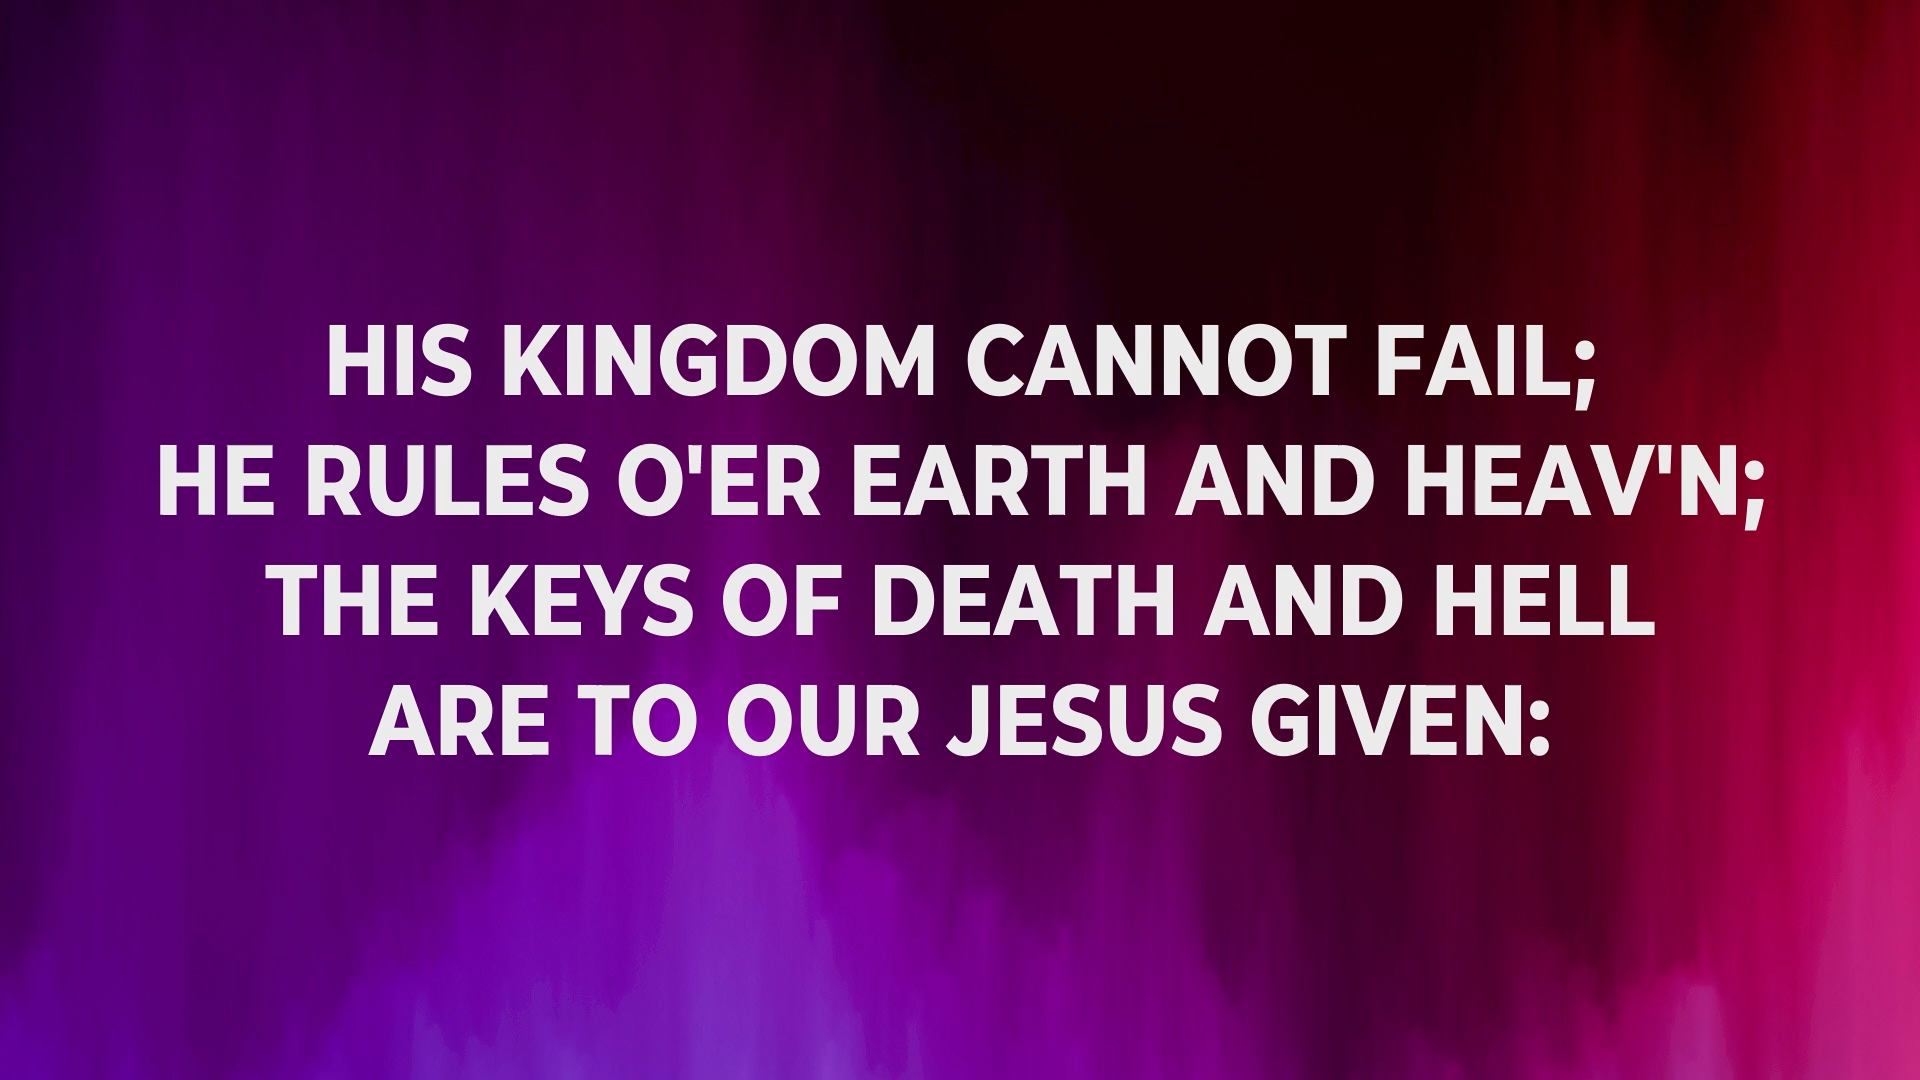 HIS KINGDOM CANNOT FAIL;
HE RULES O'ER EARTH AND HEAV'N;
THE KEYS OF DEATH AND HELL
ARE TO OUR JESUS GIVEN: